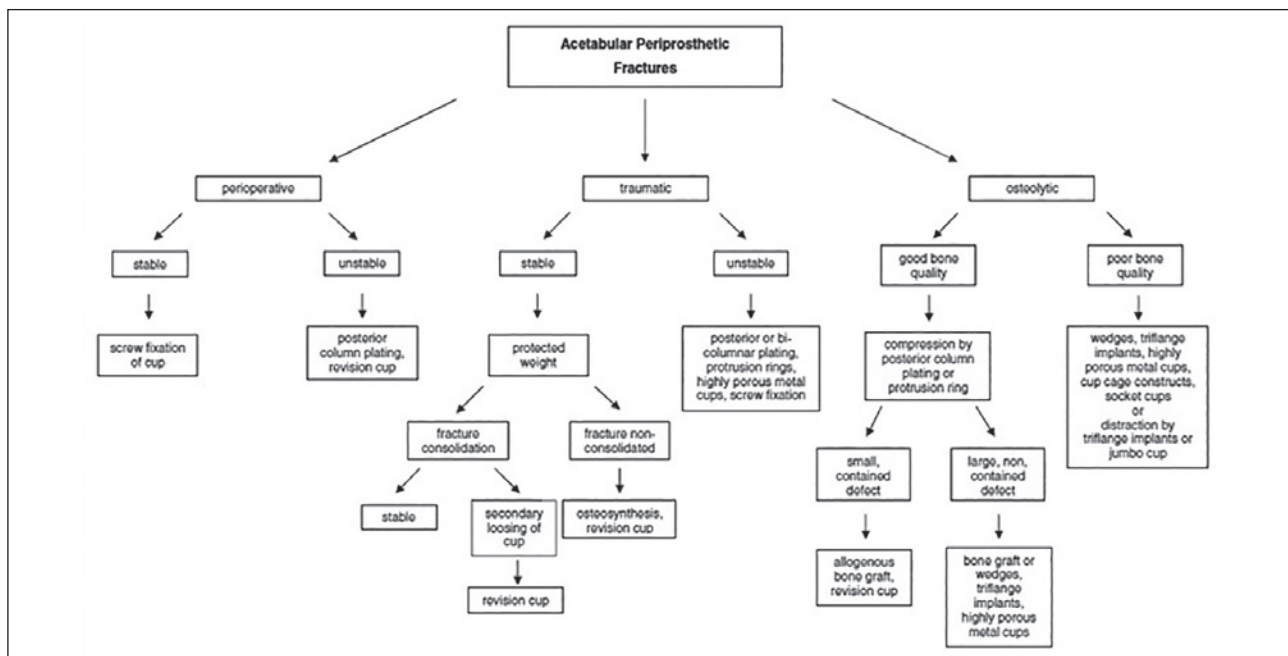 Acetabular Periprosthetic
Fractures
perioperative
traumatic
osteolytic
stable
unstable
stable
unstable
good bone
quality
poor bone
quality
screw fixation
of cup
posterior
column plating,
revision cup
protected
weight
posterior or bi-
columnar plating,
protrusion rings,
highly porous metal
cups, screw fixation
compression by
posterior column
plating or
protrusion ring
wedges, triflange
implants, highly
porous metal cups,
cup cage constructs,
socket cups
or
distraction by
triflange implants or
jumbo cup
fracture
consolidation
fracture non-
consolidated
small,
contained
defect
large, non,
contained
defect
stable
secondary
loosing of
cup
osteosynthesis,
revision cup
revision cup
allogenous
bone graft,
revision cup
bone graft or
wedges,
triflange
implants,
highly porous
metal cups